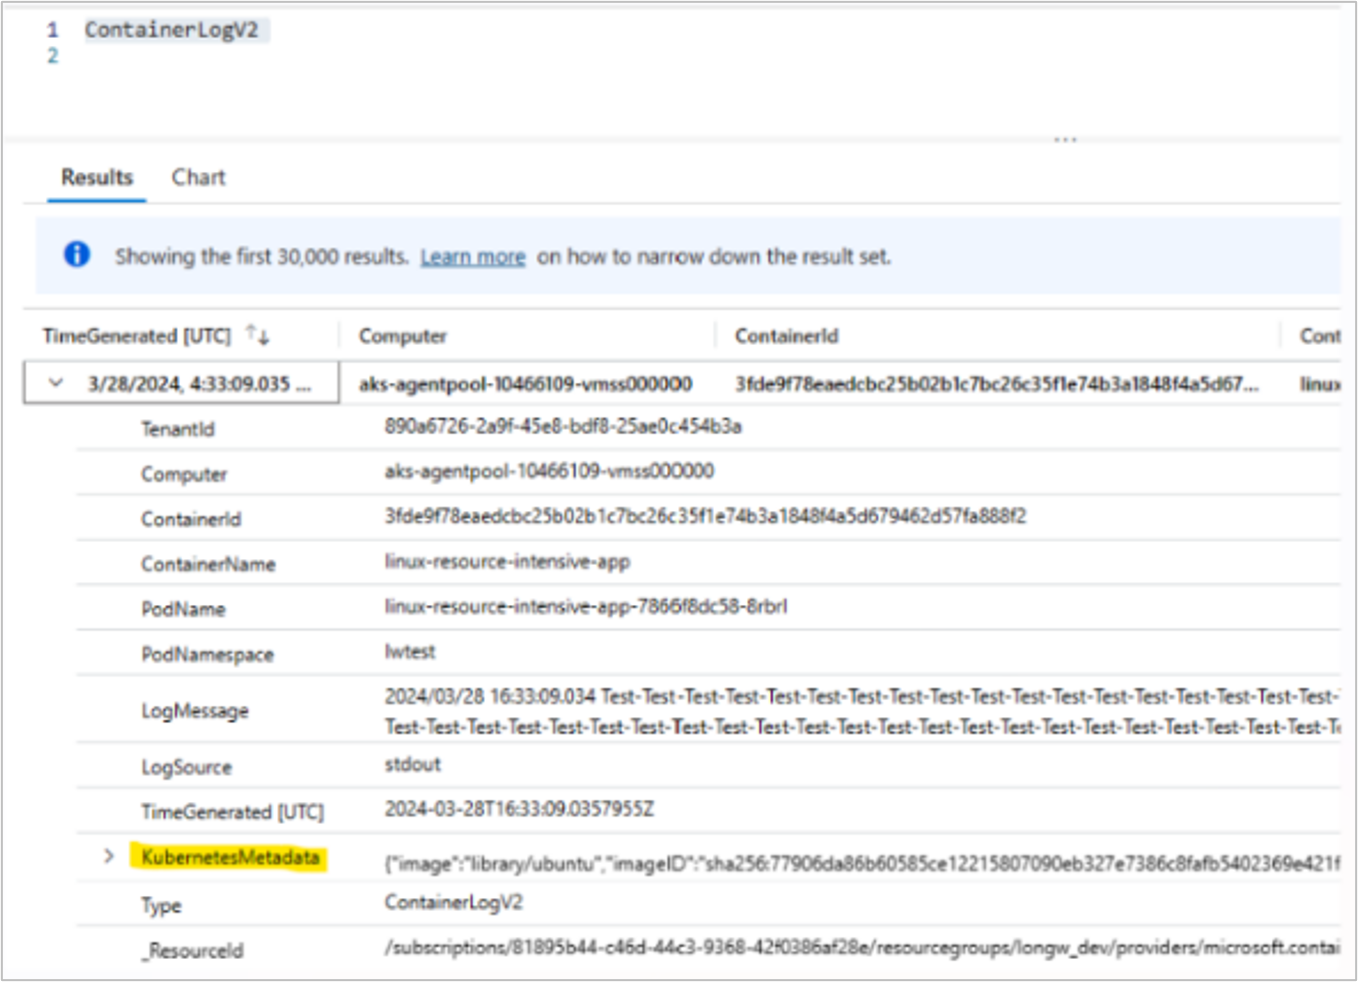 1 ContainerLogV2
2
...
Results Chart
Showing the first 30,000 results. Learn more on how to narrow down the result set.
TimeGenerated [UTC] Computer ContainerId Cont
3/28/2024, 4:33:09.035 ... aks-agentpool-10466109-vmss000000 3fde9f78eaedcbc25b02b1c7bc26c35f1e74b3a1848f4a5d67... linux
TenantId 890a6726-2a9f-45e8-bdf8-25ae0c454b3a
Computer aks-agentpool-10466109-vmss000000
ContainerId 3fde9f78eaedcbc25b02b1c7bc26c35f1e74b3a1848f4a5d679462d57fa888f2
ContainerName linux-resource-intensive-app
PodName linux-resource-intensive-app-7866f8dc58-8rbrl
PodNamespace lwtest
LogMessage 2024/03/28 16:33:09.034 Test-Test-Test-Test-Test-Test-Test-Test-Test-Test-Test-Test-Test-Test-Test-Test-Test-Test-
Test-Test-Test-Test-Test-Test-Test-Test-Test-Test-Test-Test-Test-Test-Test-Test-Test-Test-Test-Test-Test-Test-Test-Te
LogSource stdout
TimeGenerated [UTC] 2024-03-28T16:33:09.0357955Z
KubernetesMetadata {"image":"library/ubuntu","imageID":"sha256:77906da86b60585ce12215807090eb327e7386c8fafb5402369e421f
Type ContainerLogV2
_ResourceId /subscriptions/81895b44-c46d-44c3-9368-42f0386af28e/resourcegroups/longw_dev/providers/microsoft.contai